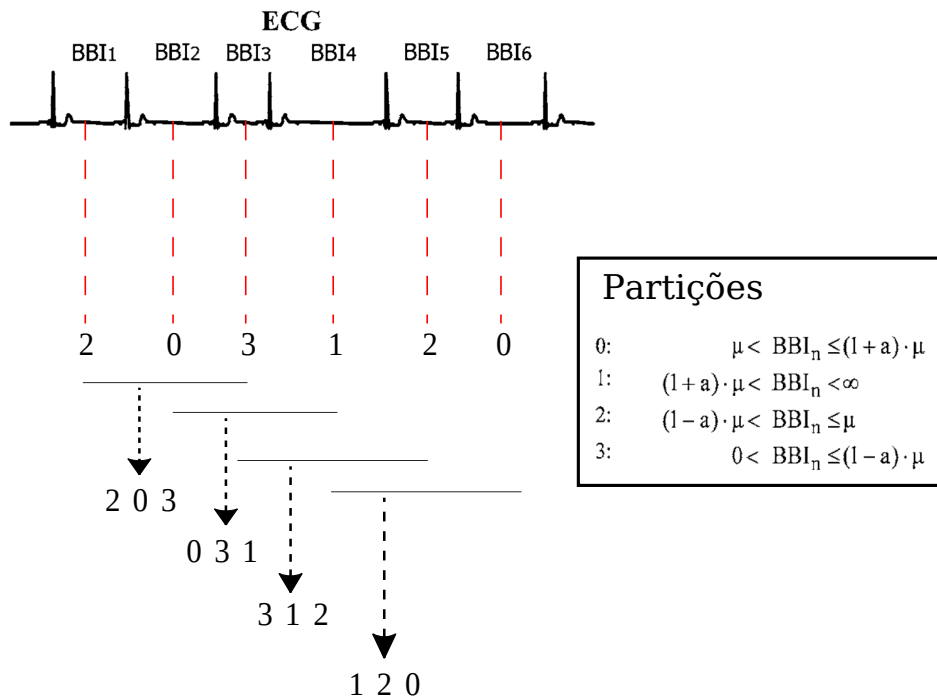 ECG
BBI1 BBI2 BBI3 BBI4 BBI5 BBI6
2 0 3 1 2 0
2 0 3
0 3 1
3 1 2
1 2 0
Partições
0: μ < BBIₙ ≤(1+a)·μ
1: (1+a)·μ < BBIₙ <∞
2: (1−a)·μ < BBIₙ ≤μ
3: 0 < BBIₙ ≤(1−a)·μ